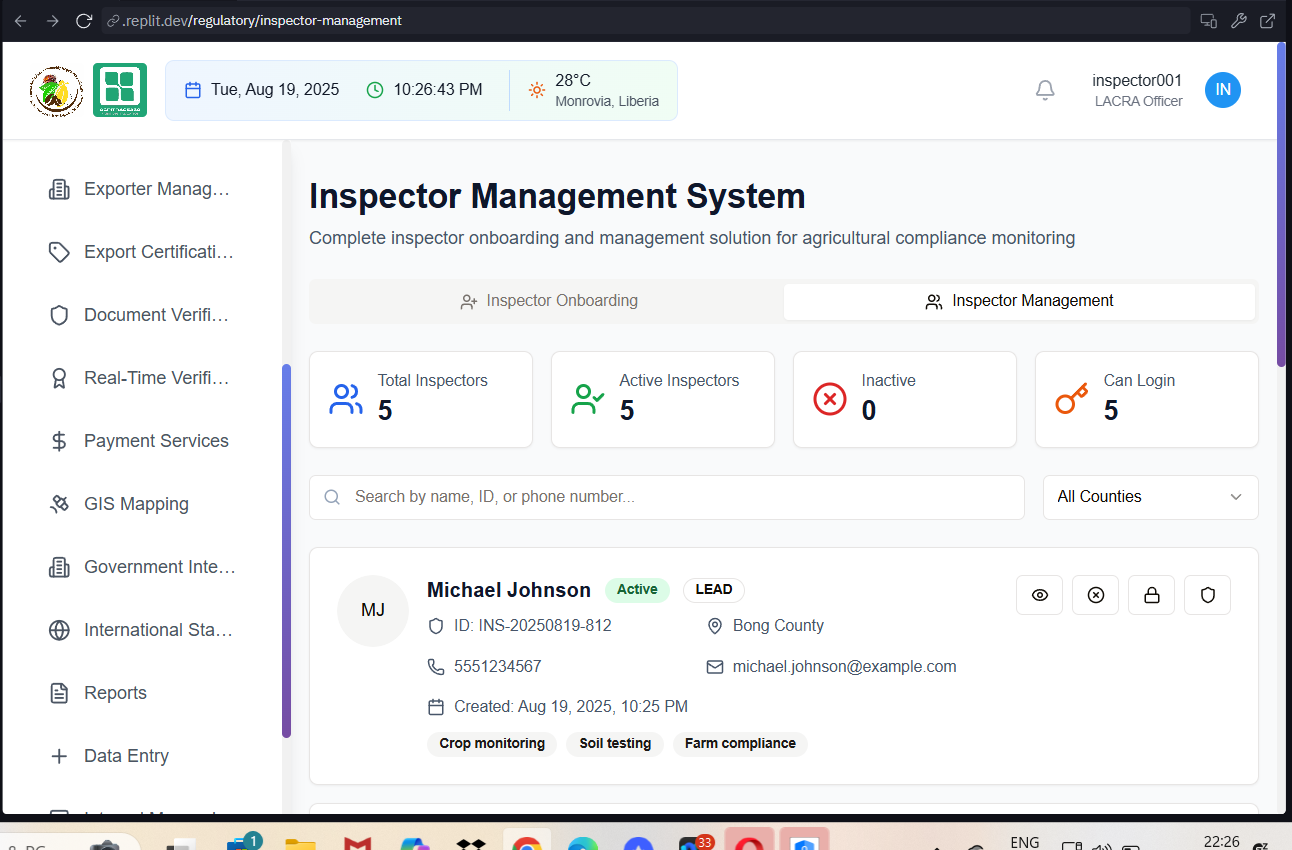 .replit.dev/regulatory/inspector-management
Tue, Aug 19, 2025
10:26:43 PM
28°C
Monrovia, Liberia
inspector001
LACRA Officer
IN
Exporter Manag...
Export Certificati...
Document Verifi...
Real-Time Verifi...
Payment Services
GIS Mapping
Government Inte...
International Sta...
Reports
Data Entry
Inspector Management System
Complete inspector onboarding and management solution for agricultural compliance monitoring
Inspector Onboarding
Inspector Management
Total Inspectors
5
Active Inspectors
5
Inactive
0
Can Login
5
Search by name, ID, or phone number...
All Counties
MJ
Michael Johnson
Active
LEAD
ID: INS-20250819-812
Bong County
5551234567
michael.johnson@example.com
Created: Aug 19, 2025, 10:25 PM
Crop monitoring
Soil testing
Farm compliance
1
33
ENG
22:26